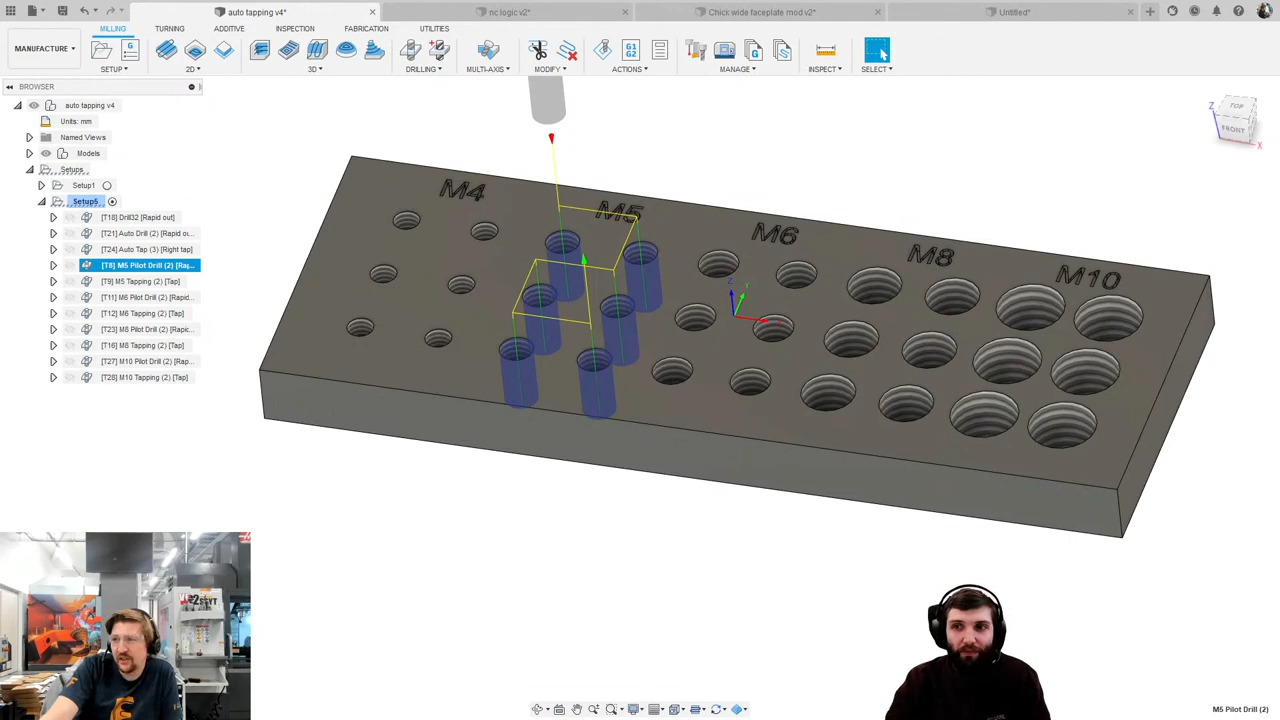 auto tapping v4*
nc logic v2*
Chick wide faceplate mod v2*
Untitled*
MANUFACTURE
MILLING
TURNING
ADDITIVE
INSPECTION
FABRICATION
UTILITIES
SETUP
2D
3D
DRILLING
MULTI-AXIS
MODIFY
ACTIONS
MANAGE
INSPECT
SELECT
G1
G2
BROWSER
auto tapping v4
Units: mm
Named Views
Models
Setups
Setup1
Setup5
[T18] Drill32 [Rapid out]
[T21] Auto Drill (2) [Rapid ou...
[T24] Auto Tap (3) [Right tap]
[T8] M5 Pilot Drill (2) [Rap...
[T9] M5 Tapping (2) [Tap]
[T11] M6 Pilot Drill (2) [Rapid...
[T12] M6 Tapping (2) [Tap]
[T23] M8 Pilot Drill (2) [Rapic...
[T16] M8 Tapping (2) [Tap]
[T27] M10 Pilot Drill (2) [Rap...
[T28] M10 Tapping (2) [Tap]
M4
M5
M6
M8
M10
Z
TOP
FRONT
X
Z
Y
M5 Pilot Drill (2)